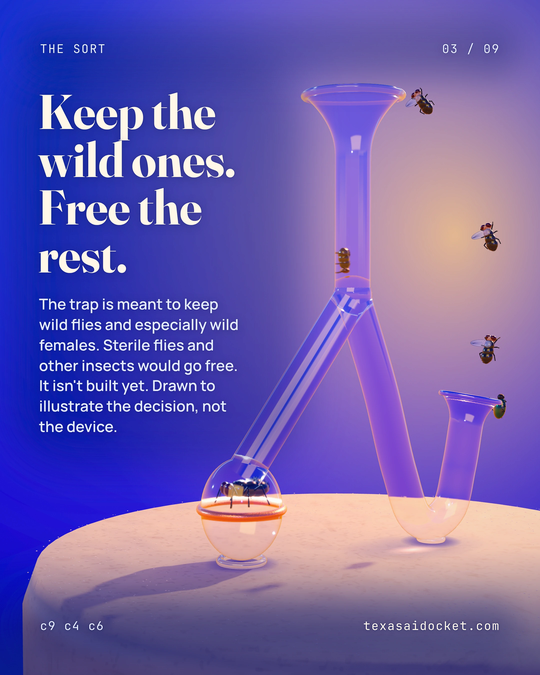 THE SORT
03 / 09
Keep the
wild ones.
Free the
rest.
The trap is meant to keep
wild flies and especially wild
females. Sterile flies and
other insects would go free.
It isn't built yet. Drawn to
illustrate the decision, not
the device.
c9 c4 c6
texasaidocket.com